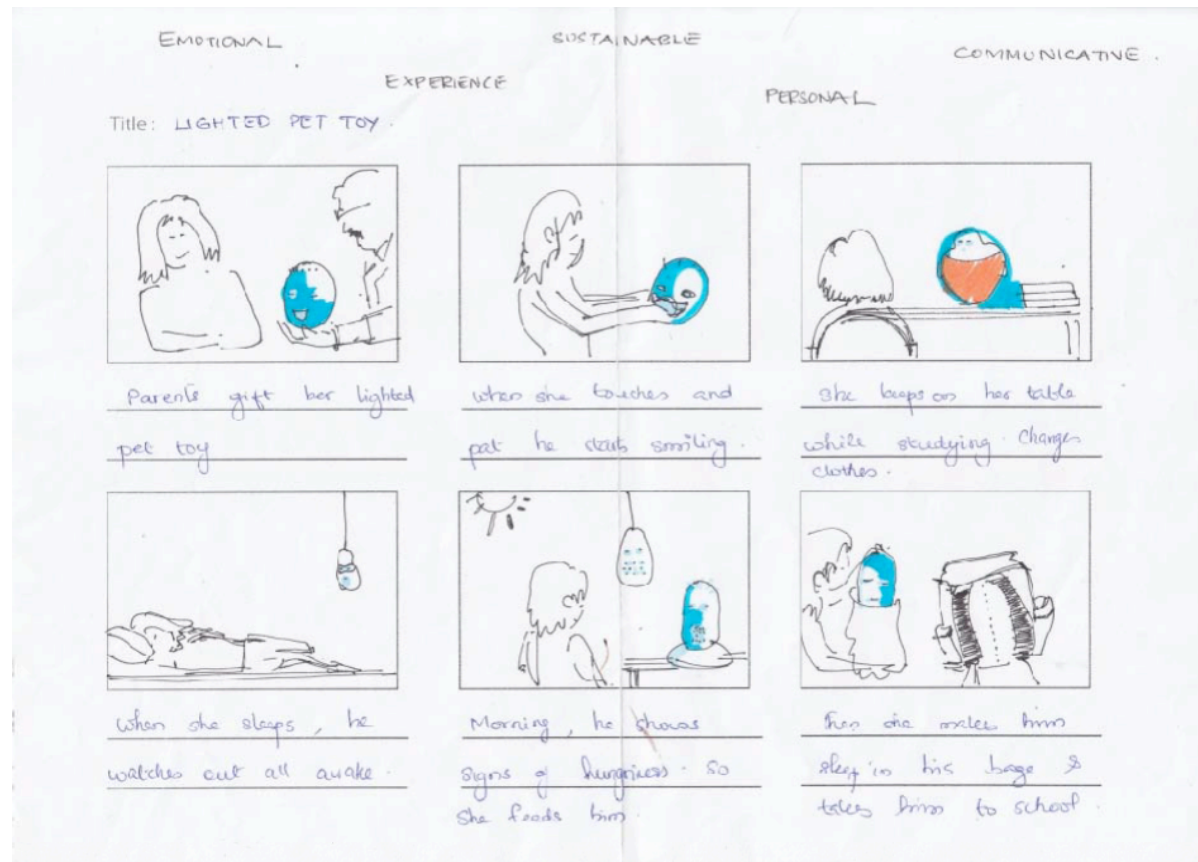 EMOTIONAL
SUSTAINABLE
COMMUNICATIVE.
EXPERIENCE
PERSONAL
Title: LIGHTED PET TOY.
Parents gift her lighted
pet toy
when she touches and
pat he starts smiling.
she keeps on her table
while studying. Changes
clothes.
when she sleeps, he
watches out all awake.
Morning, he shows
signs of hungriness. So
she feeds him.
then she makes him
sleep in his bage &
takes him to school.